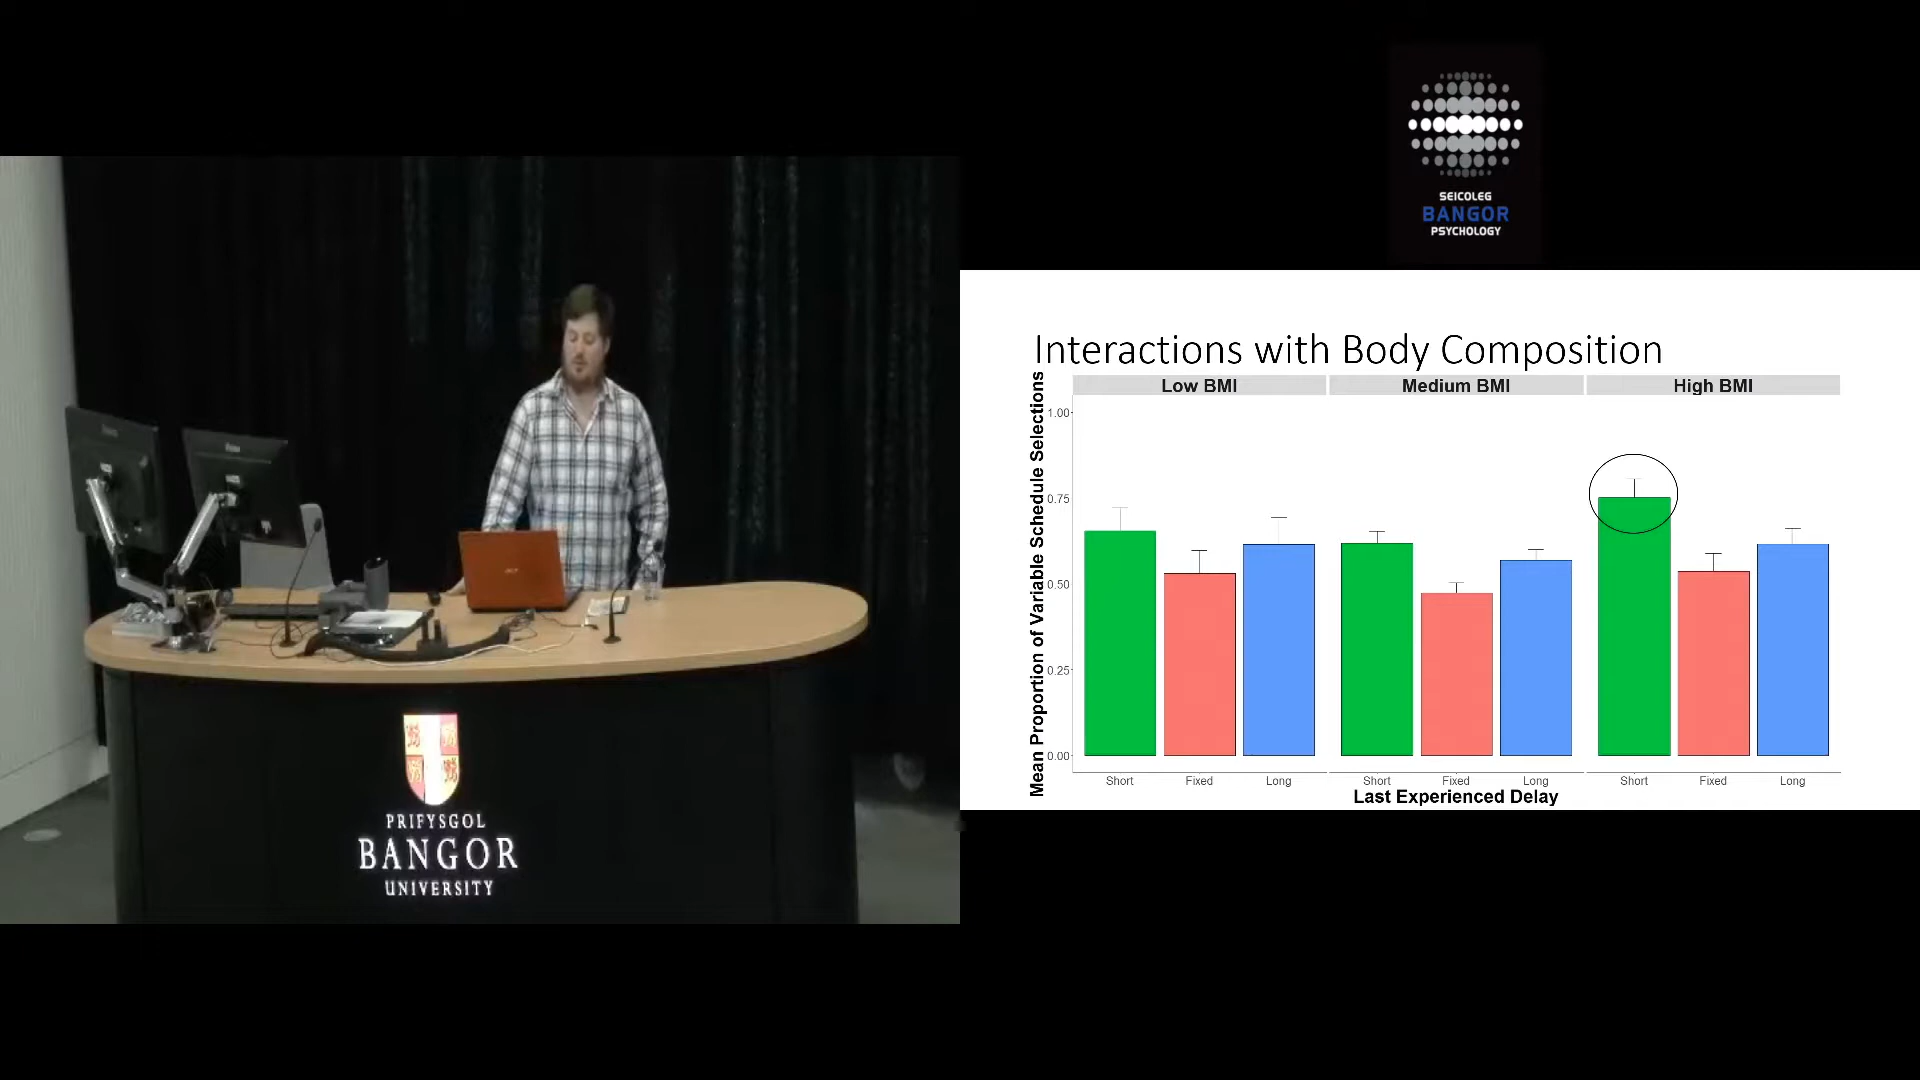 SEICOLEG
BANGOR
PSYCHOLOGY
Interactions with Body Composition
Low BMI
Medium BMI
High BMI
Mean Proportion of Variable Schedule Selections
1.00
0.75
0.50
0.25
0.00
Short
Fixed
Long
Short
Fixed
Long
Short
Fixed
Long
Last Experienced Delay
acer
PRIFYSGOL
BANGOR
UNIVERSITY